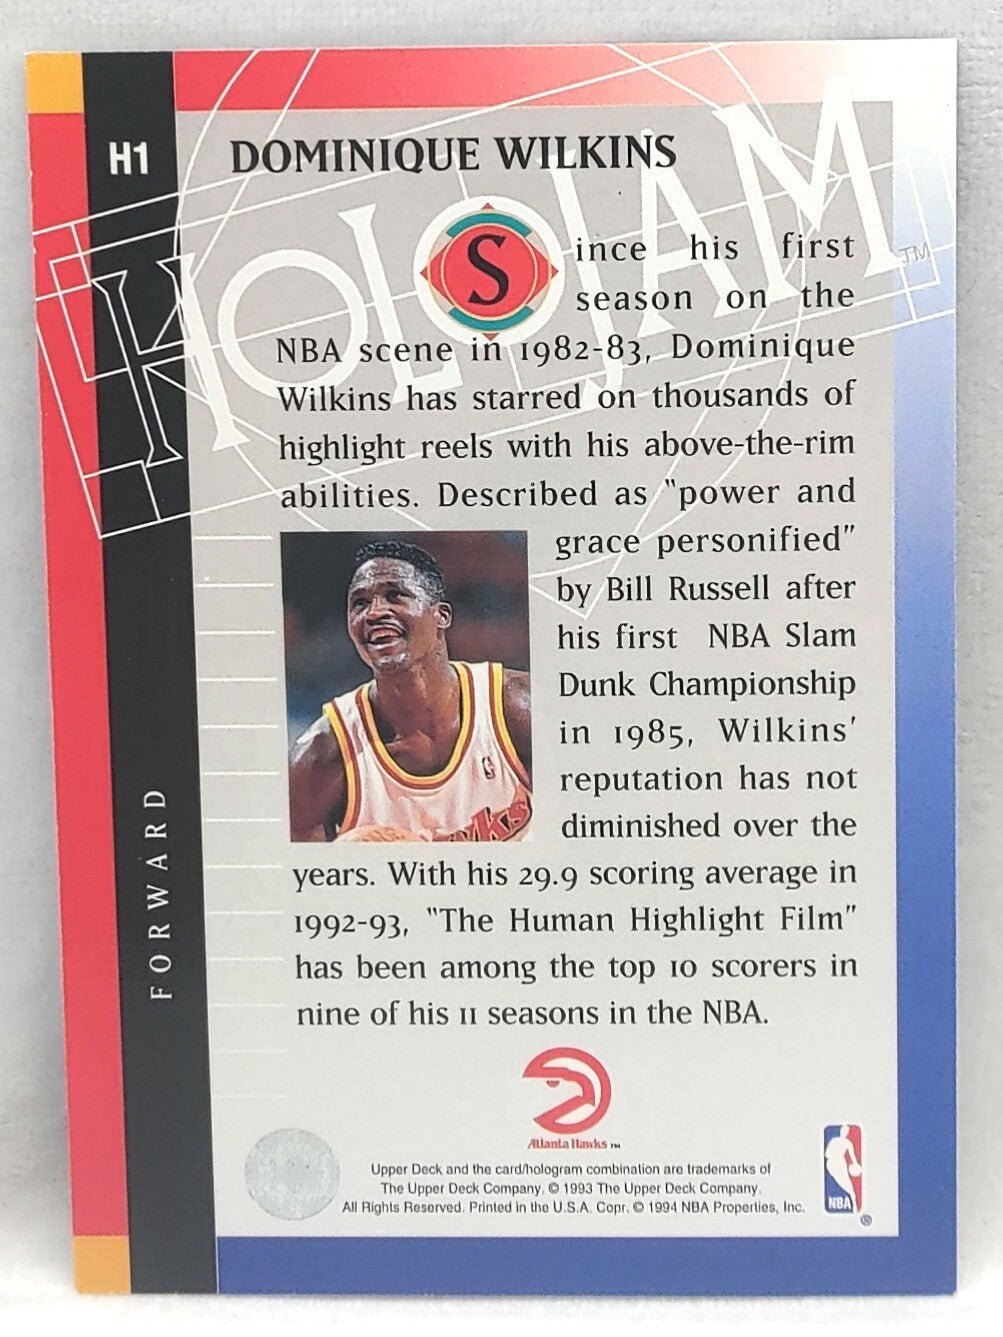 H1
DOMINIQUE WILKINS
HOLOJAM™
Since his first
season on the
NBA scene in 1982-83, Dominique
Wilkins has starred on thousands of
highlight reels with his above-the-rim
abilities. Described as "power and
grace personified"
by Bill Russell after
his first NBA Slam
Dunk Championship
in 1985, Wilkins'
reputation has not
diminished over the
years. With his 29.9 scoring average in
1992-93, "The Human Highlight Film"
has been among the top 10 scorers in
nine of his 11 seasons in the NBA.
FORWARD
Atlanta Hawks ™
Upper Deck and the card/hologram combination are trademarks of
The Upper Deck Company. © 1993 The Upper Deck Company.
All Rights Reserved. Printed in the U.S.A. Copr. © 1994 NBA Properties, Inc.
NBA
®